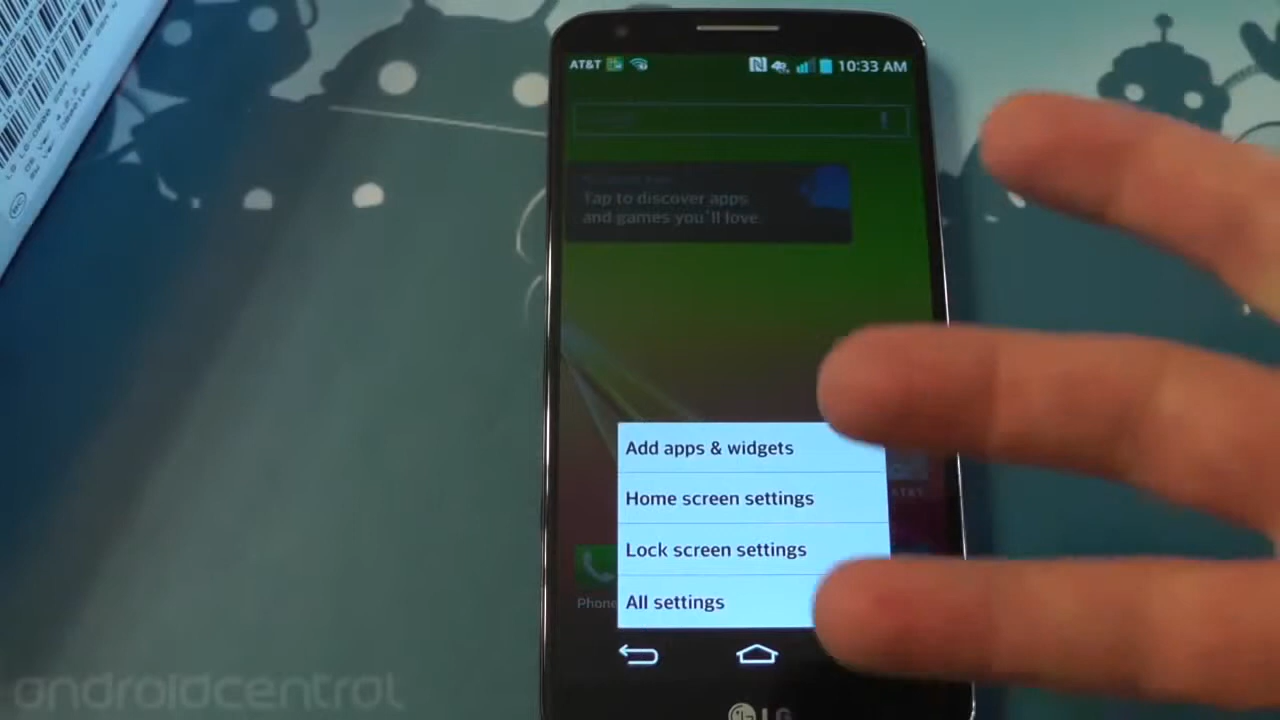 AT&T
10:33 AM
Tap to discover apps
and games you'll love.
Add apps & widgets
Home screen settings
Lock screen settings
Phone
All settings
LG
androidcentral